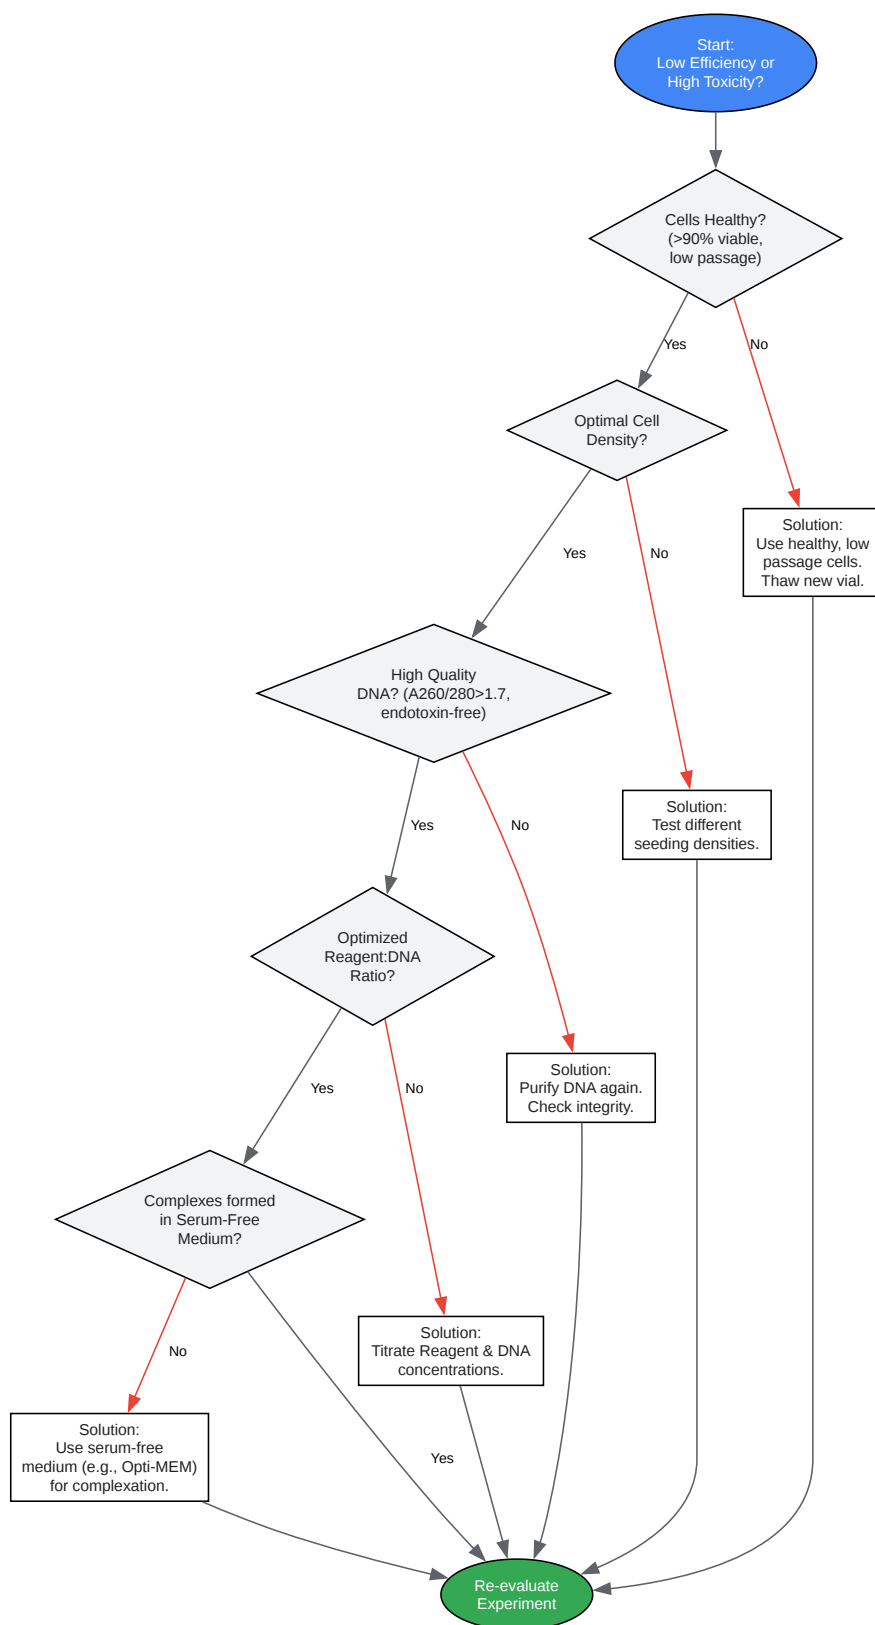 Start:
Low Efficiency or
High Toxicity?
Cells Healthy?
(>90% viable,
low passage)
Yes
No
Optimal Cell
Density?
Solution:
Use healthy, low
passage cells.
Thaw new vial.
Yes
No
High Quality
DNA? (A260/280>1.7,
endotoxin-free)
Solution:
Test different
seeding densities.
Yes
No
Optimized
Reagent:DNA
Ratio?
Solution:
Purify DNA again.
Check integrity.
Yes
No
Complexes formed
in Serum-Free
Medium?
Solution:
Titrate Reagent & DNA
concentrations.
No
Yes
Solution:
Use serum-free
medium (e.g., Opti-MEM)
for complexation.
Re-evaluate
Experiment